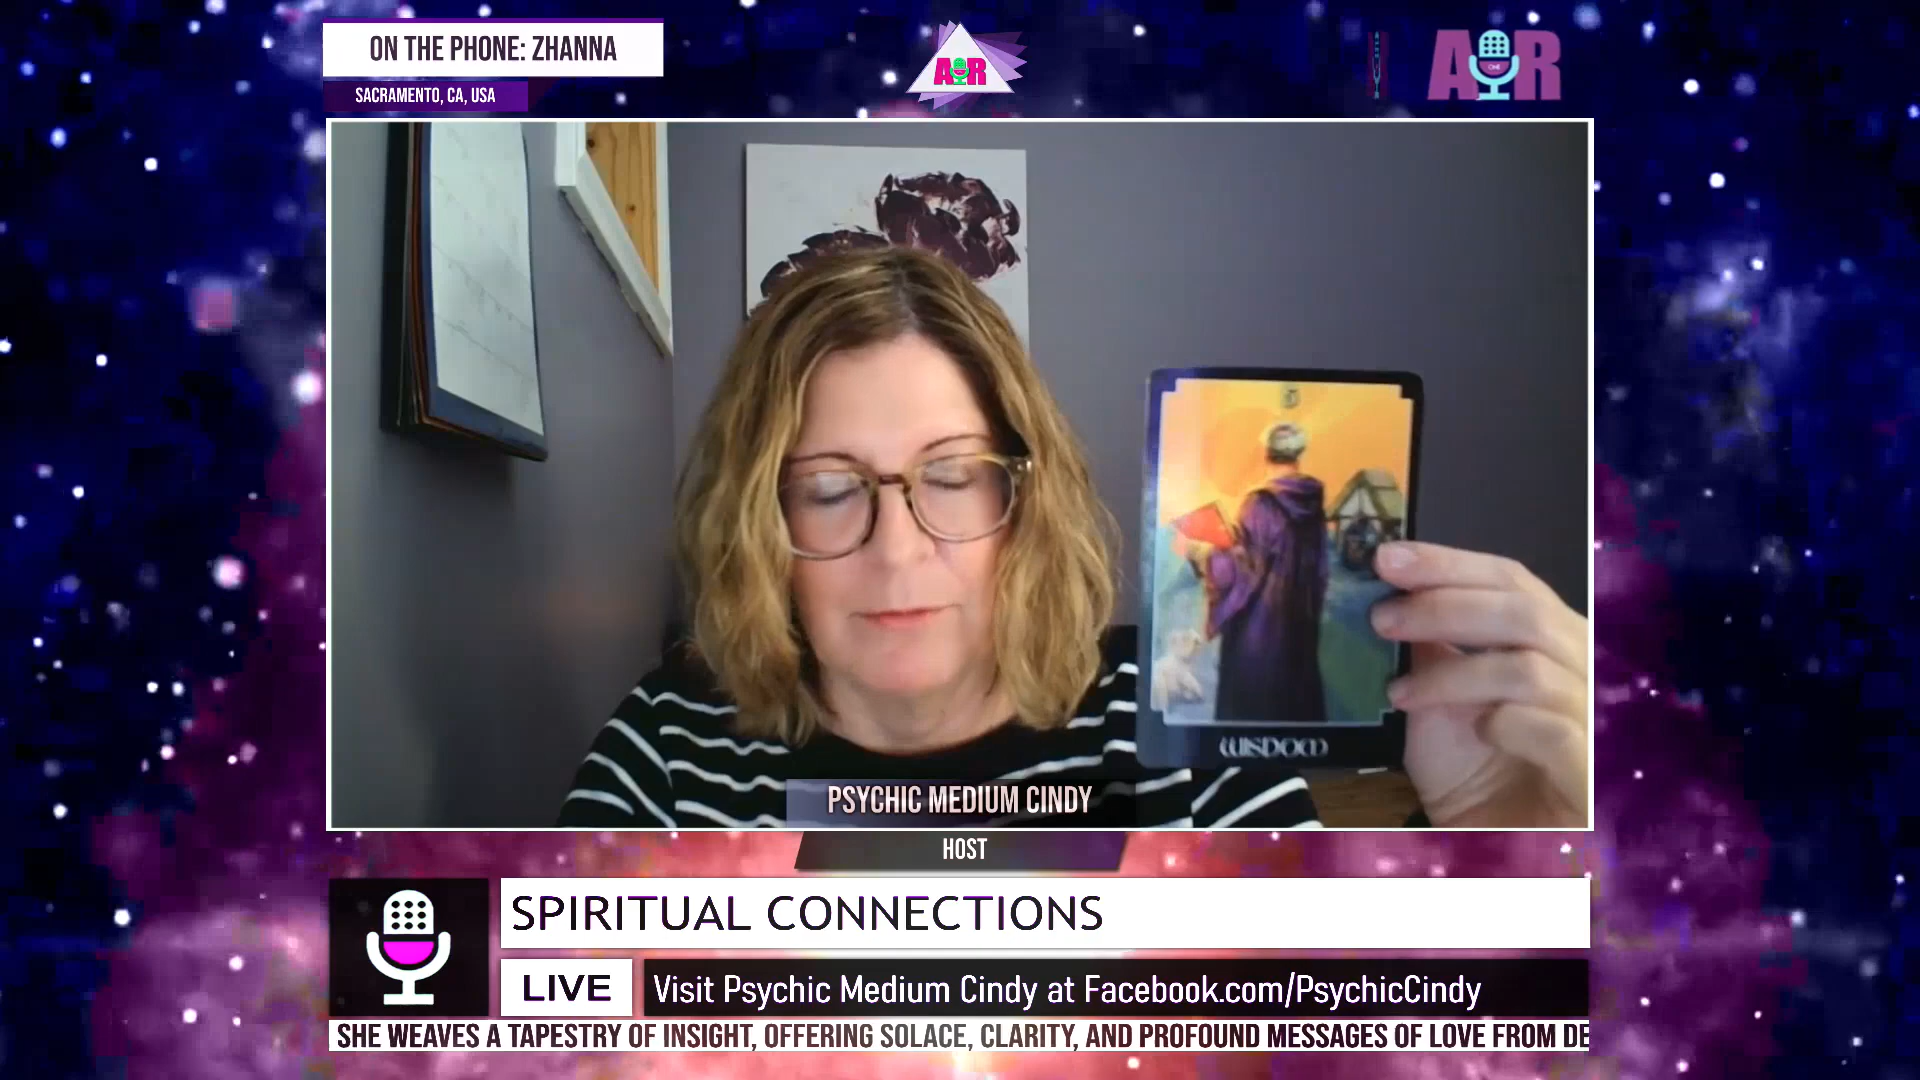 ON THE PHONE: ZHANNA
SACRAMENTO, CA, USA
AIR
AIR
ONE
WISDOM
PSYCHIC MEDIUM CINDY
HOST
SPIRITUAL CONNECTIONS
LIVE
Visit Psychic Medium Cindy at Facebook.com/PsychicCindy
SHE WEAVES A TAPESTRY OF INSIGHT, OFFERING SOLACE, CLARITY, AND PROFOUND MESSAGES OF LOVE FROM DE